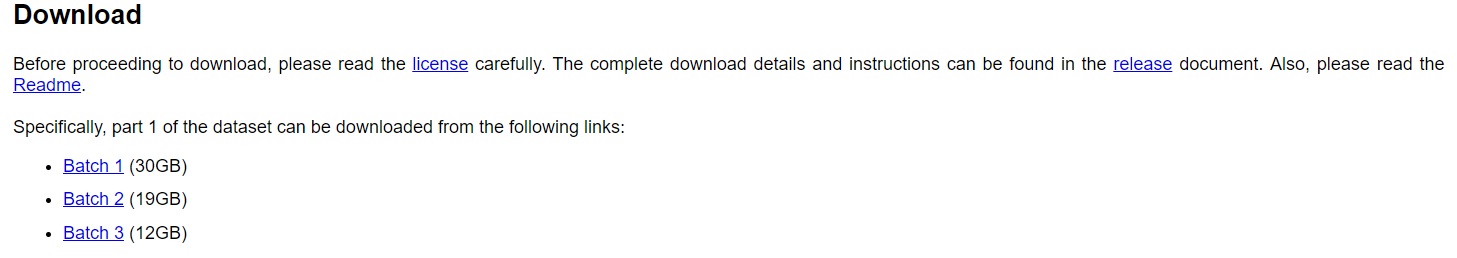 Download
Before proceeding to download, please read the license carefully. The complete download details and instructions can be found in the release document. Also, please read the
Readme.
Specifically, part 1 of the dataset can be downloaded from the following links:
• Batch 1 (30GB)
• Batch 2 (19GB)
• Batch 3 (12GB)